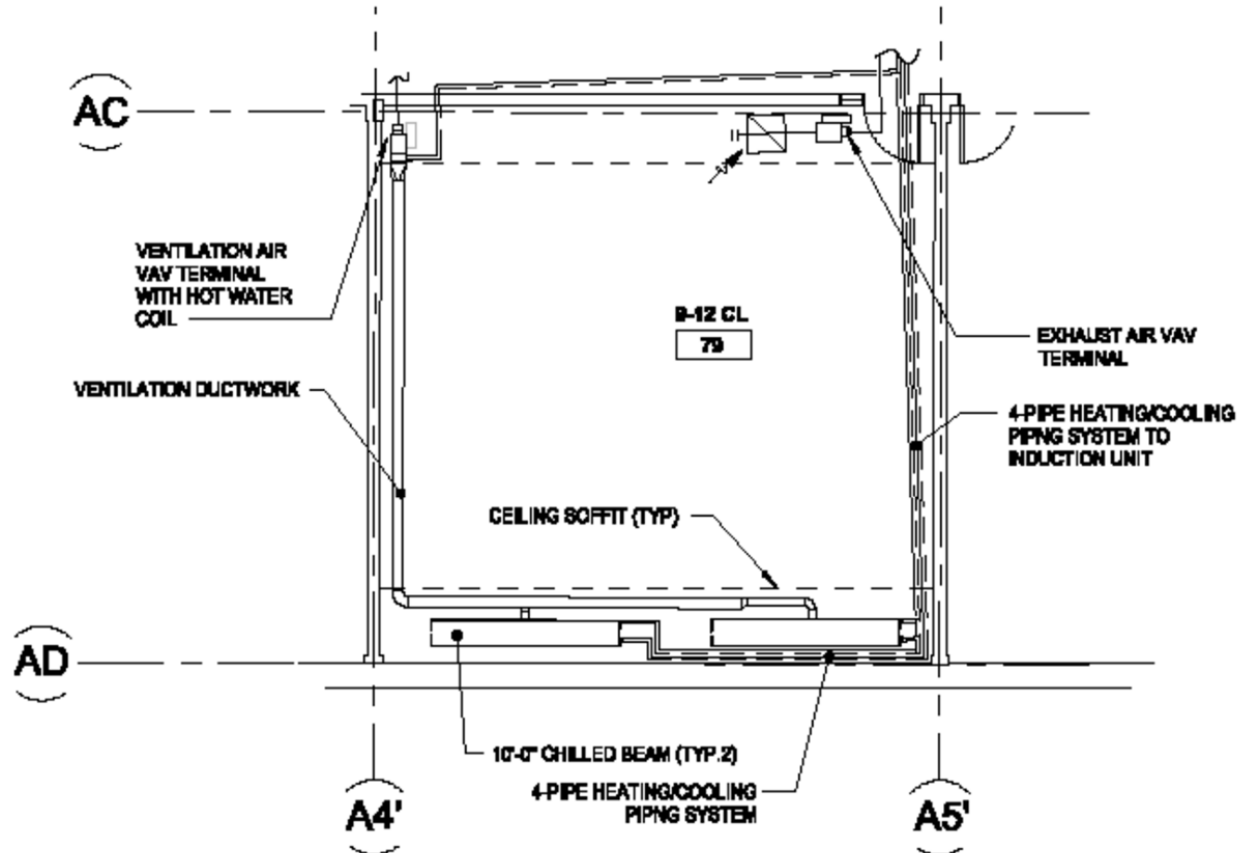 AC
VENTILATION AIR
VAV TERMINAL
WITH HOT WATER
COIL
9-12 CL
79
EXHAUST AIR VAV
TERMINAL
VENTILATION DUCTWORK
4-PIPE HEATING/COOLING
PIPNG SYSTEM TO
INDUCTION UNIT
CEILING SOFFIT (TYP)
AD
10'-0" CHILLED BEAM (TYP.2)
4-PIPE HEATING/COOLING
PIPNG SYSTEM
A4'
A5'